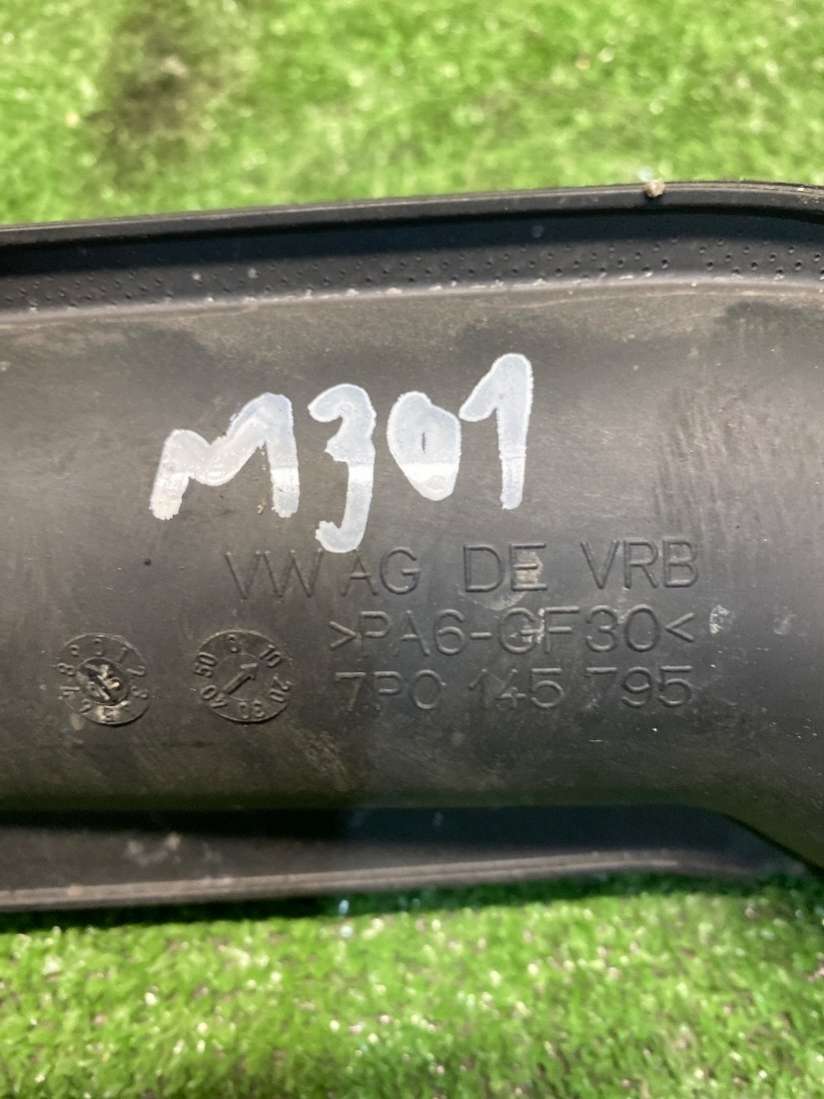 M301
VW AG DE VRB
>PA6-GF30<
7P0 145 795